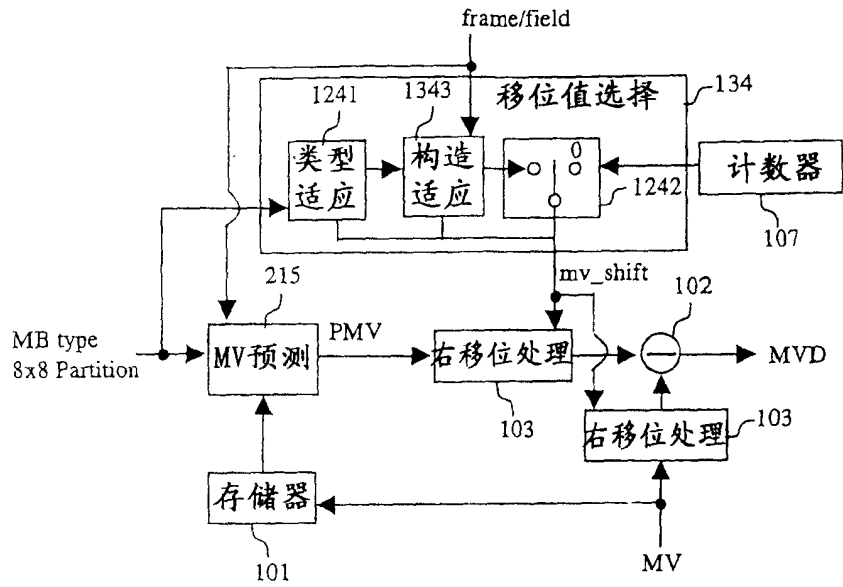 frame/field
移位值选择
134
1241
1343
类型
适应
构造
适应
0
1242
计数器
107
mv_shift
215
102
MB type
8x8 Partition
MV预测
PMV
右移位处理
MVD
103
右移位处理
103
存储器
101
MV